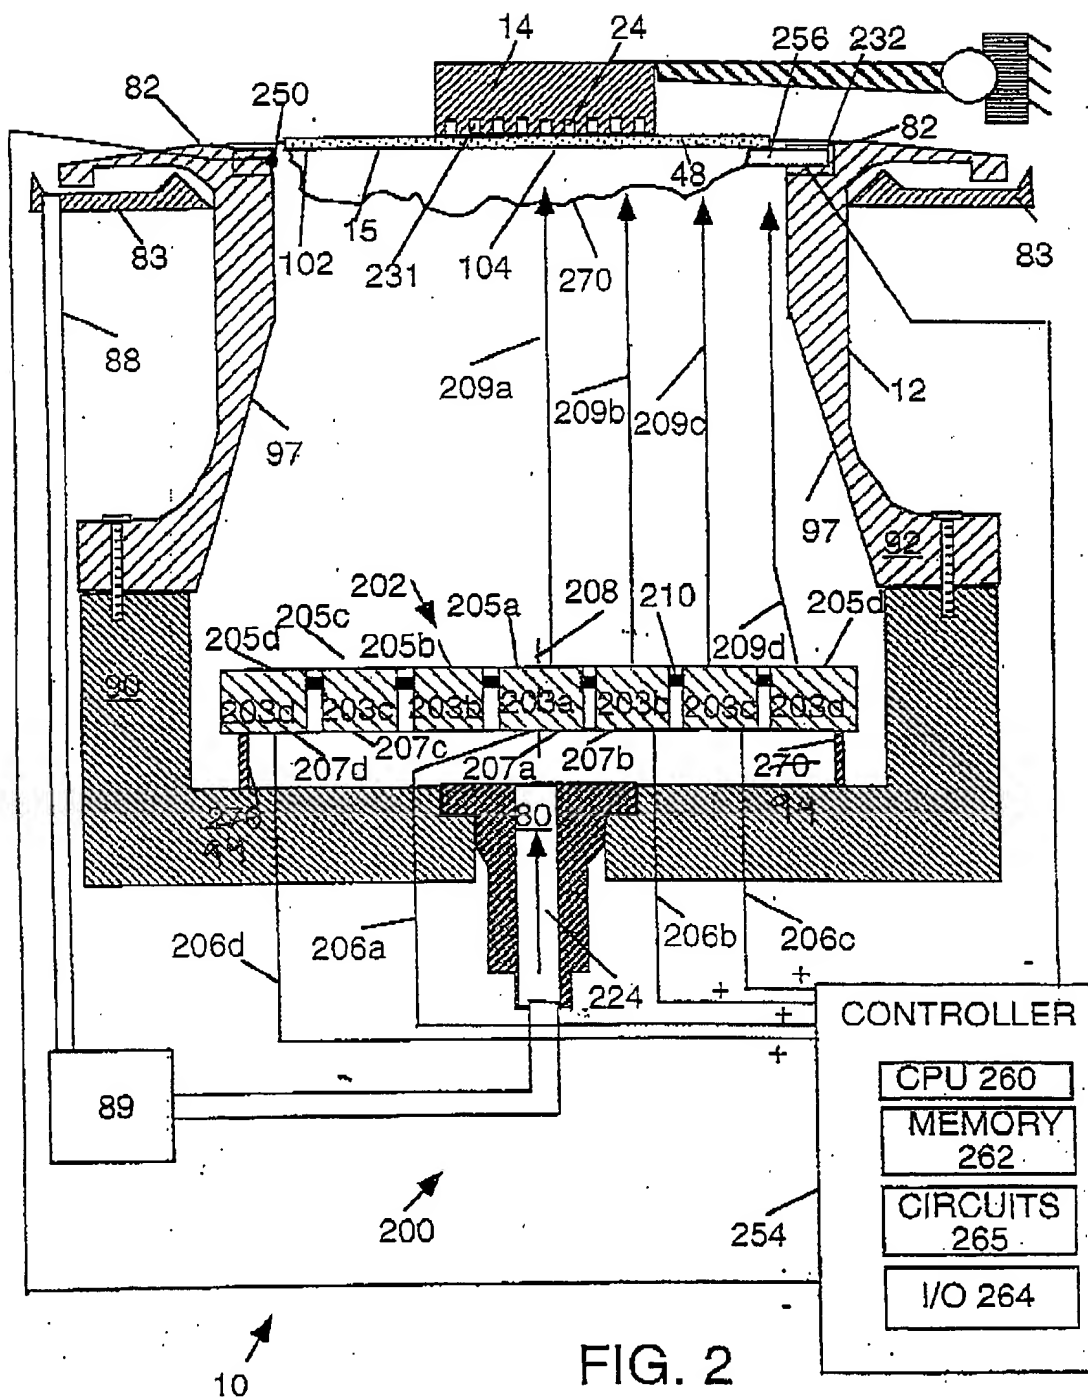 14 24 256 232
82 250 82
48
83 102 15 231 104 270 83
88
209a 209b 209c 12
97
97 92
202 205a 208 210
205d 205c 205b 209d 205d
90
203d 203c 203b 203a 203b 203c 203d
207d 207c 207a 207b 270
80
94
206d 206a 206b 206c
224
+ + -
+
+
CONTROLLER
CPU 260
89
MEMORY
262
CIRCUITS
265
200 254
I/O 264
-
10
FIG. 2